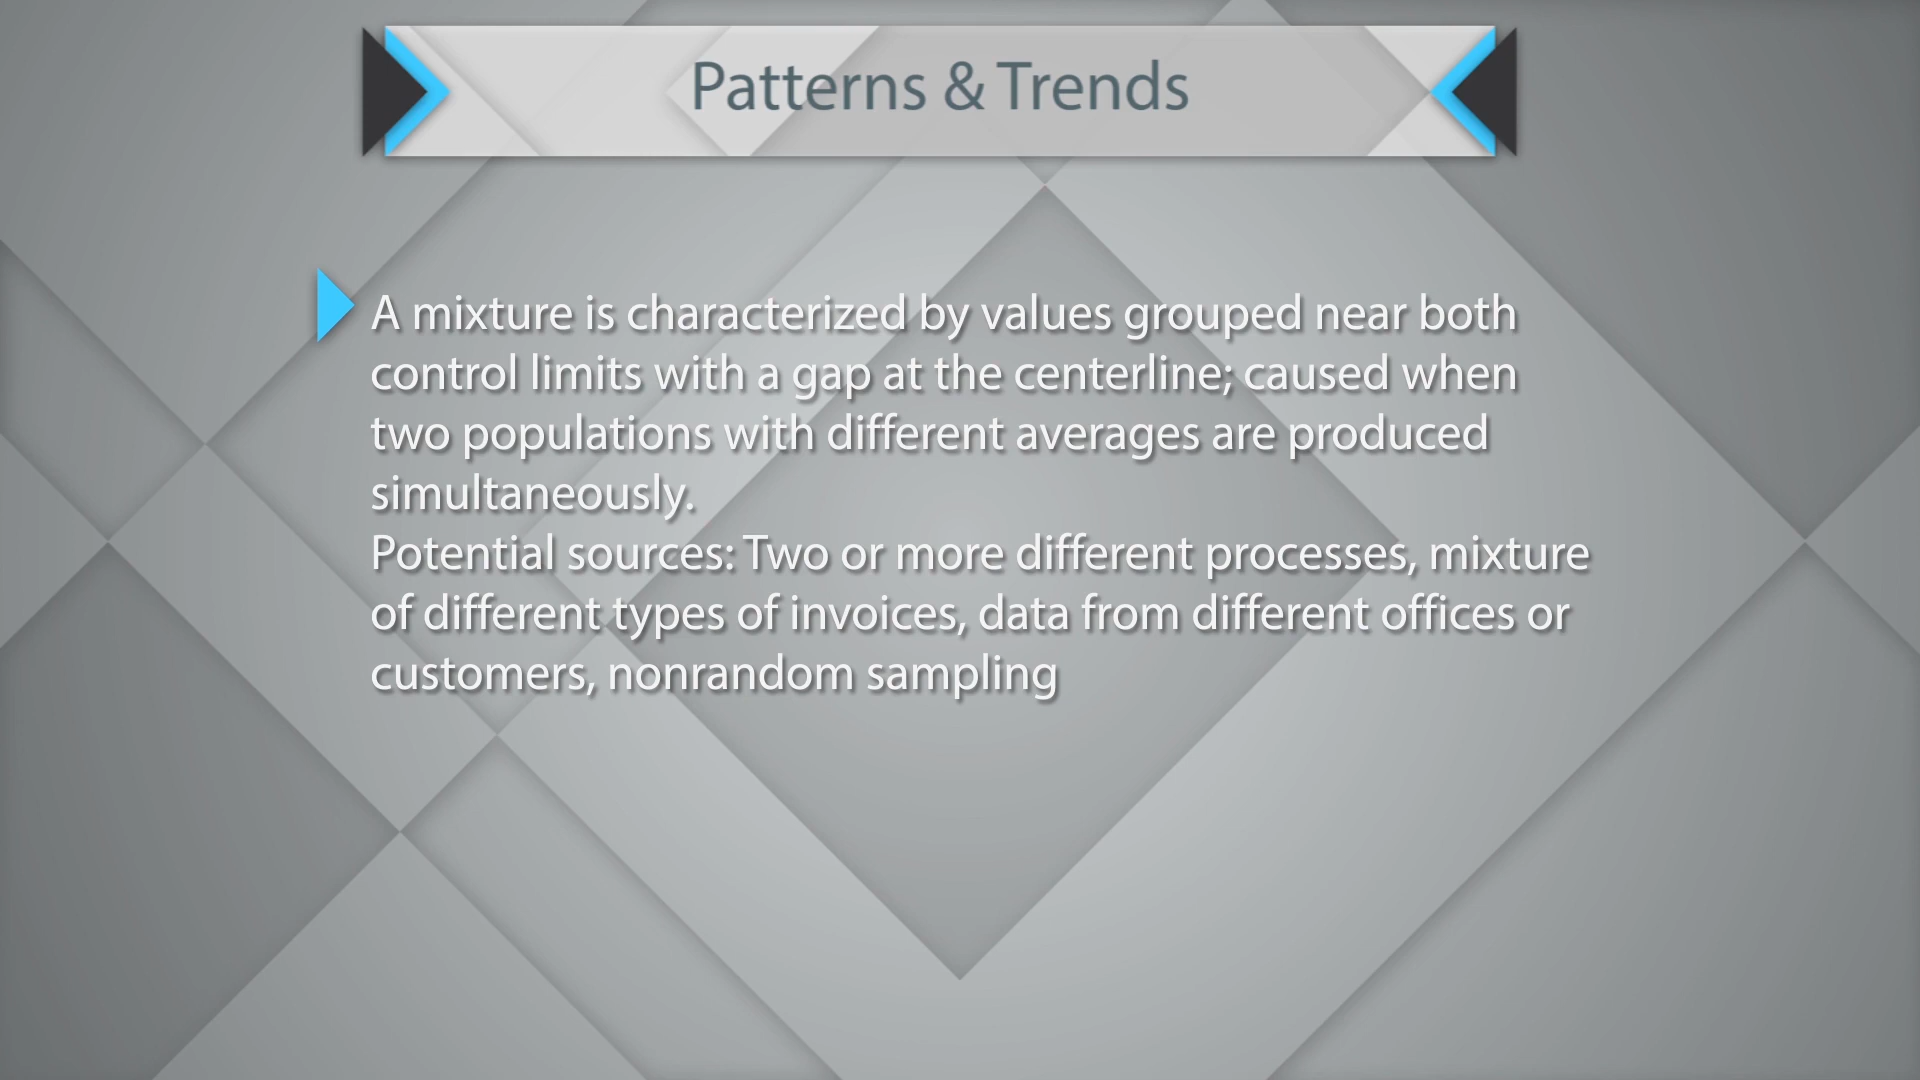 Patterns & Trends
A mixture is characterized by values grouped near both
control limits with a gap at the centerline; caused when
two populations with different averages are produced
simultaneously.
Potential sources: Two or more different processes, mixture
of different types of invoices, data from different offices or
customers, nonrandom sampling